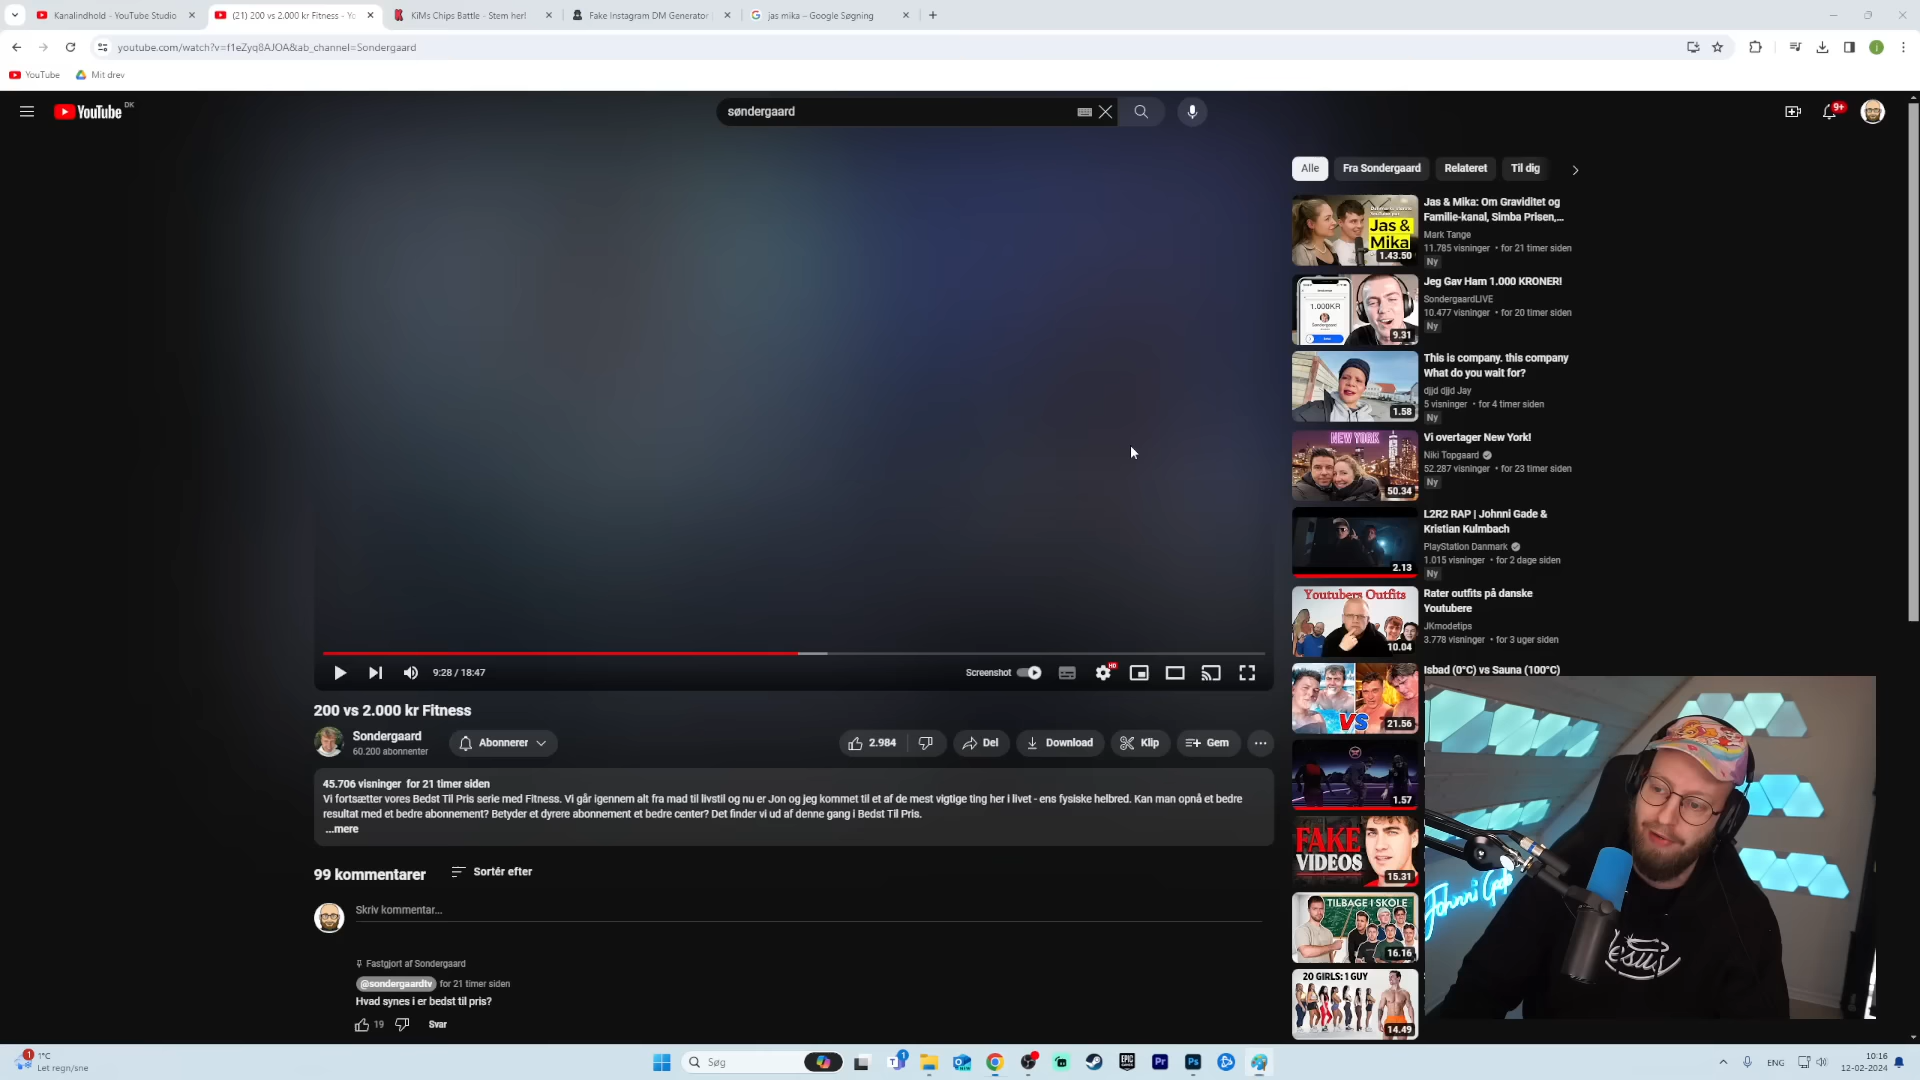 Kanalindhold - YouTube Studio
(21) 200 vs 2.000 kr Fitness - Yo
KiMs Chips Battle - Stem her!
Fake Instagram DM Generator
jas mika – Google Søgning
youtube.com/watch?v=f1eZyq8AJOA&ab_channel=Sondergaard
YouTube
Mit drev
YouTube DK
søndergaard
9+
Alle
Fra Sondergaard
Relateret
Til dig
Jas & Mika
1.43.50
Jas & Mika: Om Graviditet og
Familie-kanal, Simba Prisen,...
Mark Tange
11.785 visninger • for 21 timer siden
Ny
1.000KR
9.31
Jeg Gav Ham 1.000 KRONER!
SondergaardLIVE
10.477 visninger • for 20 timer siden
Ny
1.58
This is company. this company
What do you wait for?
djjd djjd Jay
5 visninger • for 4 timer siden
Ny
NEW YORK
50.34
Vi overtager New York!
Niki Topgaard
52.287 visninger • for 23 timer siden
Ny
2.13
L2R2 RAP | Johnni Gade &
Kristian Kulmbach
PlayStation Danmark
1.015 visninger • for 2 dage siden
Ny
Youtubers Outfits
10.04
Rater outfits på danske
Youtubere
JKmodetips
3.778 visninger • for 3 uger siden
VS
21.56
Isbad (0°C) vs Sauna (100°C)
1.57
FAKE
VIDEOS
15.31
TILBAGE I SKOLE
16.16
20 GIRLS: 1 GUY
14.49
9:28 / 18:47
Screenshot
HD
200 vs 2.000 kr Fitness
Sondergaard
60.200 abonnenter
Abonnerer
2.984
Del
Download
Klip
Gem
45.706 visninger for 21 timer siden
Vi fortsætter vores Bedst Til Pris serie med Fitness. Vi går igennem alt fra mad til livstil og nu er Jon og jeg kommet til et af de mest vigtige ting her i livet - ens fysiske helbred. Kan man opnå et bedre
resultat med et bedre abonnement? Betyder et dyrere abonnement et bedre center? Det finder vi ud af denne gang i Bedst Til Pris.
...mere
99 kommentarer
Sortér efter
Skriv kommentar...
Fastgjort af Sondergaard
@sondergaardtv for 21 timer siden
Hvad synes i er bedst til pris?
19
Svar
Johnni Gade
1
1°C
Let regn/sne
Søg
1
ENG
10:16
12-02-2024